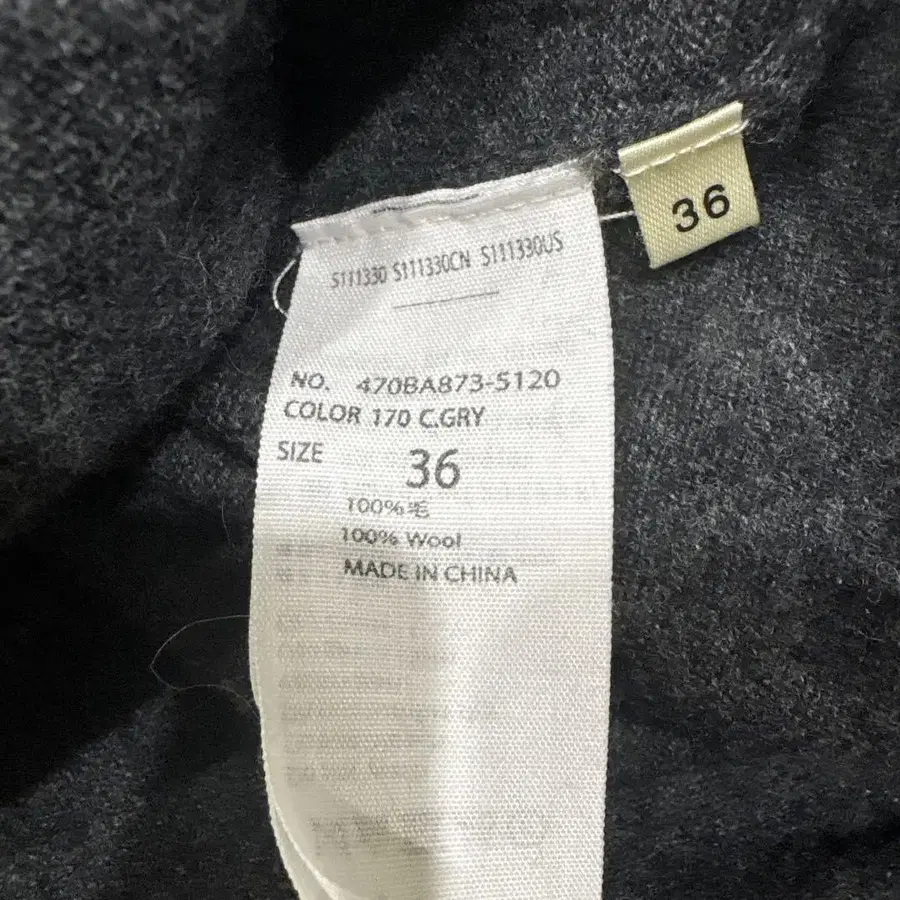 S111330 S111330CN S111330US
36
NO. 470BA873-5120
COLOR 170 C.GRY
SIZE 36
100%毛
100% Wool
MADE IN CHINA